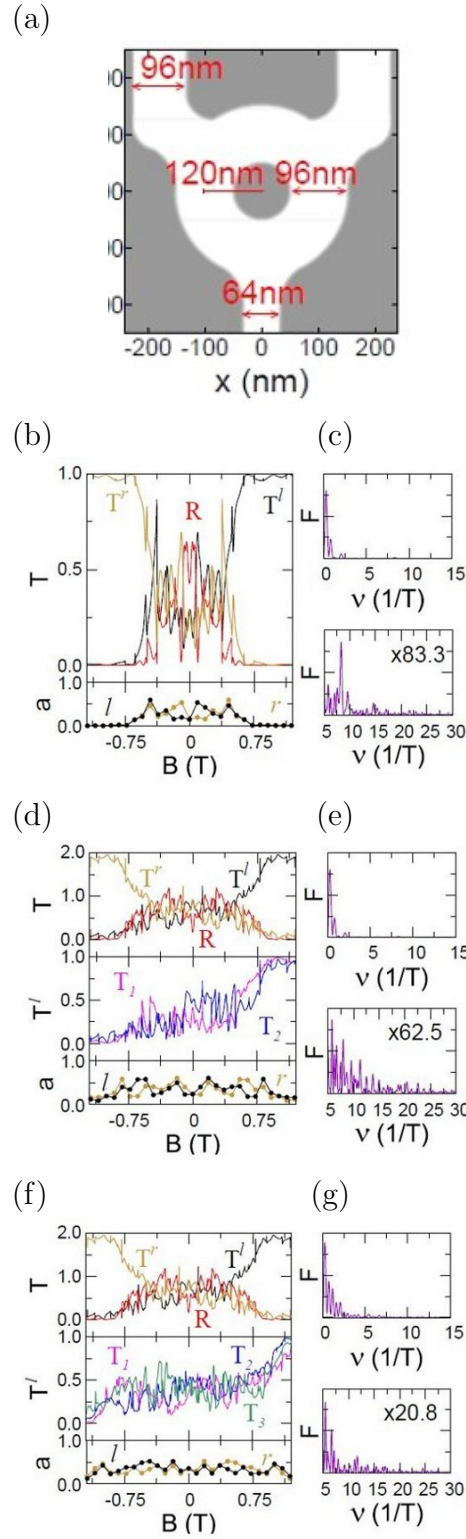 (a)
96nm
00
00
120nm 96nm
00
00
64nm
00
-200 -100 0 100 200
x (nm)
(b) (c)
1.0
T^r R T^l
T
0.5
0.0
1.0
a
l r
0.0
-0.75 0 0.75
B (T)
F
0 5 10 15
ν (1/T)
x83.3
F
5 10 15 20 25 30
ν (1/T)
(d) (e)
2.0
T^r T^l
T
1.0
R
0.0
1.0
T^l
T_1
0.5
T_2
0.0
1.0
a
l r
0.0
-0.75 0 0.75
B (T)
F
0 5 10 15
ν (1/T)
x62.5
F
5 10 15 20 25 30
ν (1/T)
(f) (g)
2.0
T^r T^l
T
1.0
R
0.0
1.0
T^l
T_1 T_2
0.5
T_3
0.0
1.0
a
l r
0.0
-0.75 0 0.75
B (T)
F
0 5 10 15
ν (1/T)
x20.8
F
5 10 15 20 25 30
ν (1/T)